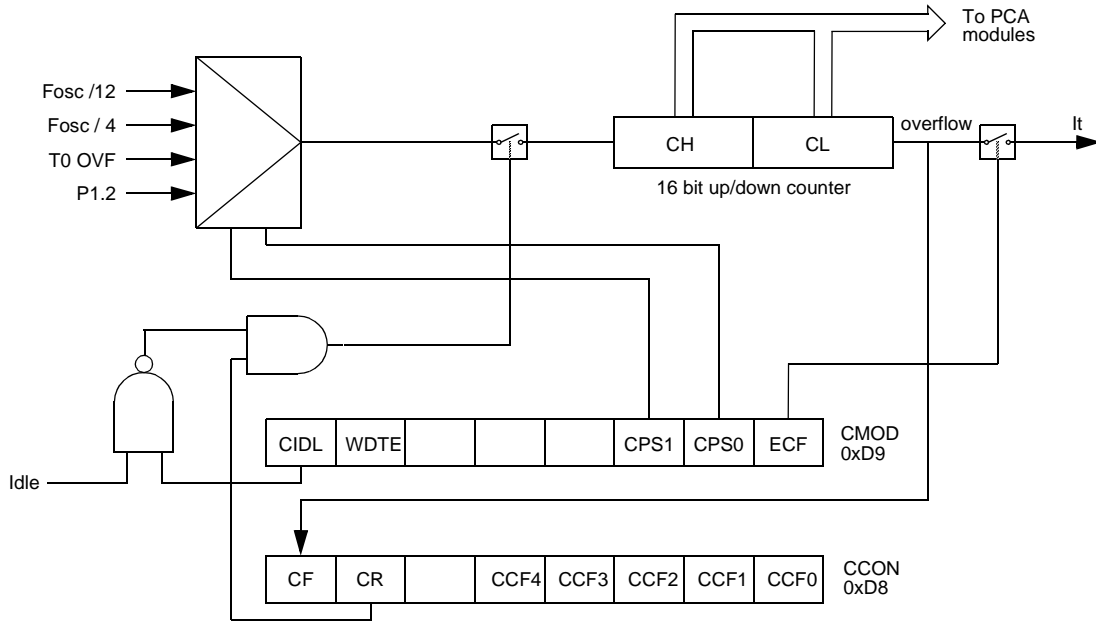 To PCA
modules
Fosc /12
Fosc / 4
T0 OVF
P1.2
CH
CL
overflow
It
16 bit up/down counter
CIDL
WDTE
CPS1
CPS0
ECF
CMOD
0xD9
Idle
CF
CR
CCF4
CCF3
CCF2
CCF1
CCF0
CCON
0xD8